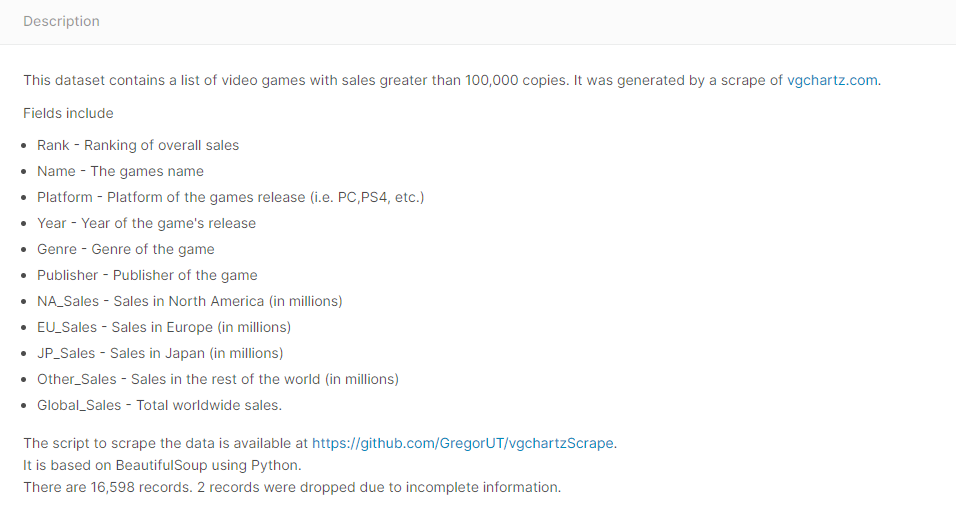 Description
This dataset contains a list of video games with sales greater than 100,000 copies. It was generated by a scrape of vgchartz.com.
Fields include
• Rank - Ranking of overall sales
• Name - The games name
• Platform - Platform of the games release (i.e. PC,PS4, etc.)
• Year - Year of the game's release
• Genre - Genre of the game
• Publisher - Publisher of the game
• NA_Sales - Sales in North America (in millions)
• EU_Sales - Sales in Europe (in millions)
• JP_Sales - Sales in Japan (in millions)
• Other_Sales - Sales in the rest of the world (in millions)
• Global_Sales - Total worldwide sales.
The script to scrape the data is available at https://github.com/GregorUT/vgchartzScrape.
It is based on BeautifulSoup using Python.
There are 16,598 records. 2 records were dropped due to incomplete information.